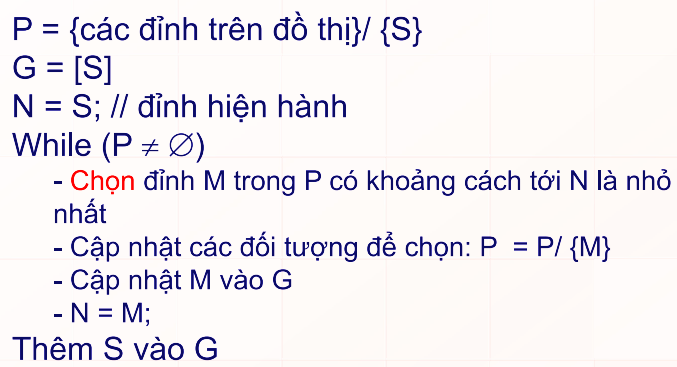 P = {các đỉnh trên đồ thị}/ {S}
G = [S]
N = S; // đỉnh hiện hành
While (P ≠ ∅)
- Chọn đỉnh M trong P có khoảng cách tới N là nhỏ
nhất
- Cập nhật các đối tượng để chọn: P = P/ {M}
- Cập nhật M vào G
- N = M;
Thêm S vào G